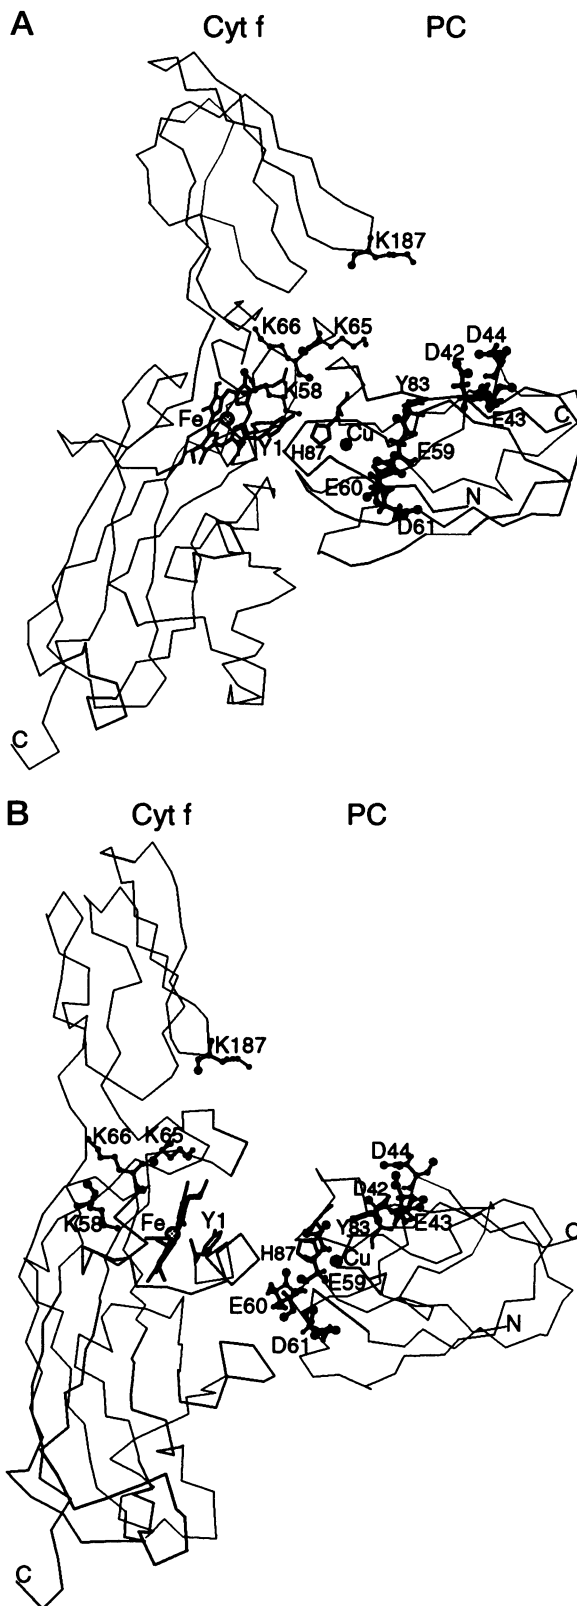 A
Cyt f PC
K187
K66 K65
D44
D42
K58
Y83
Fe
C
E43
Cu
Y1
H87
E59
E60
N
D61
C
B
Cyt f PC
K187
K66 K65
D44
D42
K58
Fe Y1
Y83
E43
C
H87
Cu
E59
E60
N
D61
C